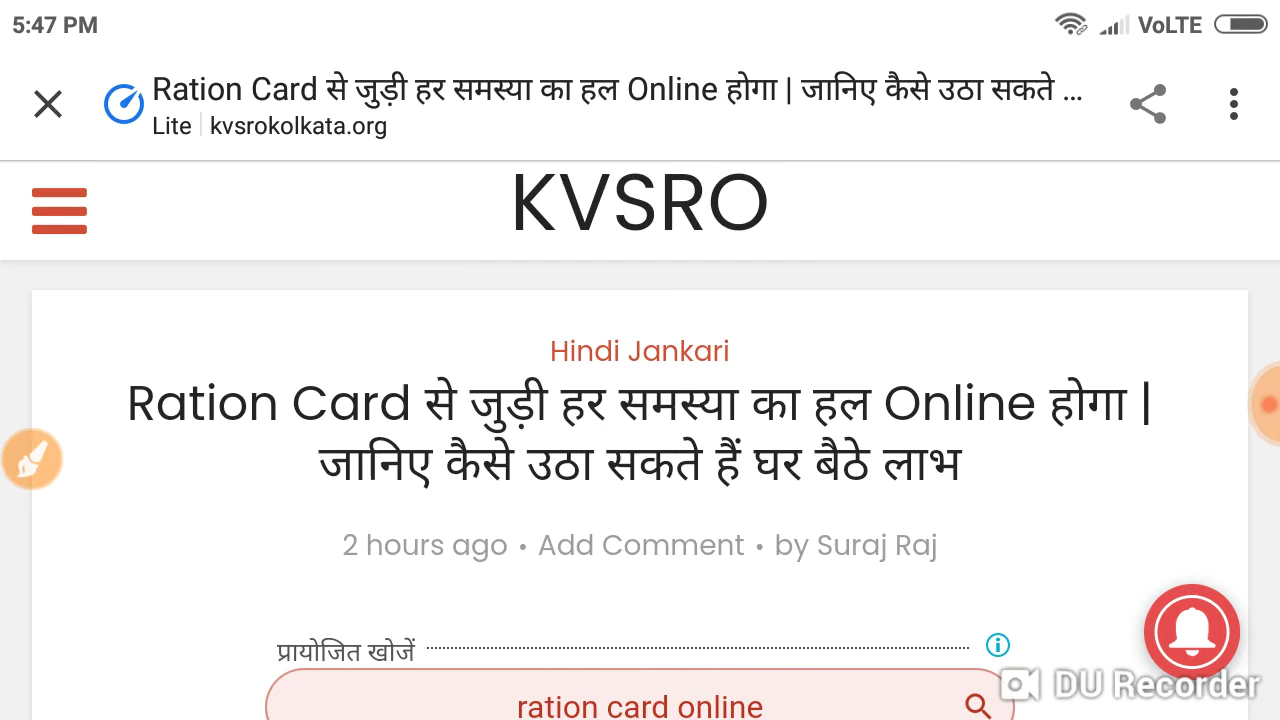 5:47 PM VoLTE
Ration Card से जुड़ी हर समस्या का हल Online होगा | जानिए कैसे उठा सकते ...
Lite kvsrokolkata.org
KVSRO
Hindi Jankari
Ration Card से जुड़ी हर समस्या का हल Online होगा |
जानिए कैसे उठा सकते हैं घर बैठे लाभ
2 hours ago • Add Comment • by Suraj Raj
प्रायोजित खोजें
ration card online
DU Recorder